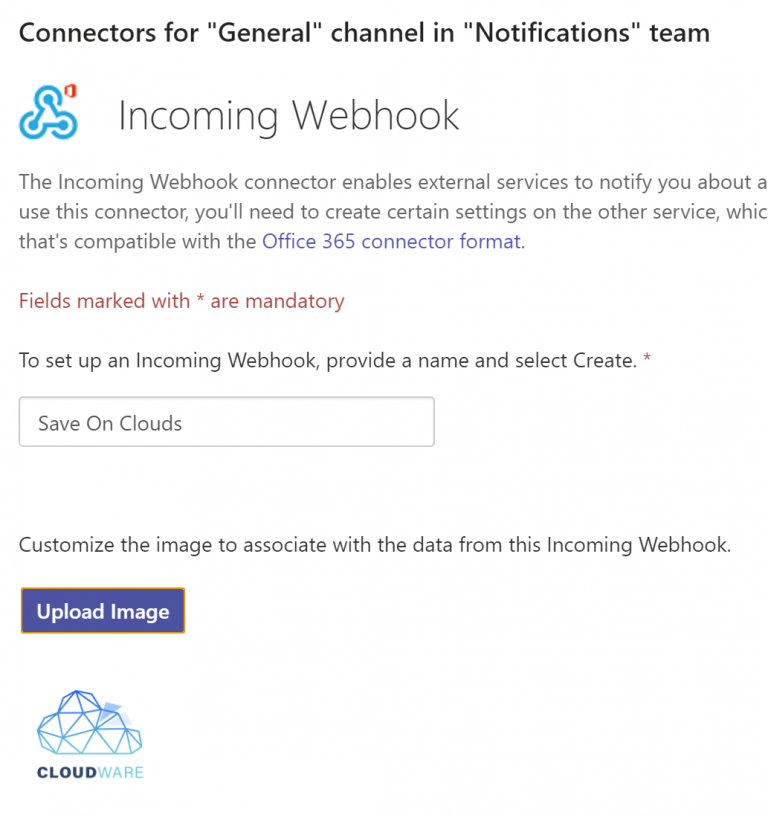 Connectors for "General" channel in "Notifications" team
Incoming Webhook
The Incoming Webhook connector enables external services to notify you about a
use this connector, you'll need to create certain settings on the other service, whic
that's compatible with the Office 365 connector format.
Fields marked with * are mandatory
To set up an Incoming Webhook, provide a name and select Create. *
Save On Clouds
Customize the image to associate with the data from this Incoming Webhook.
Upload Image
CLOUDWARE